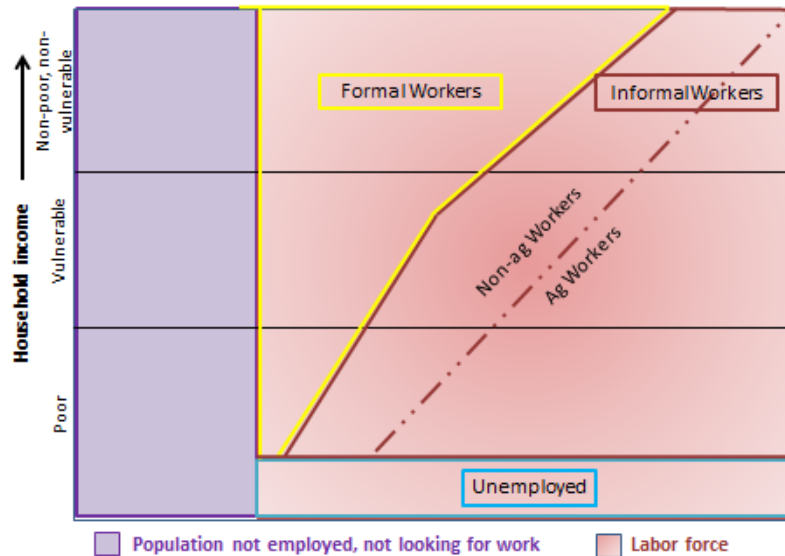 Household income
Non-poor, non-
vulnerable
Vulnerable
Poor
Formal Workers
Informal Workers
Non-ag Workers
Ag Workers
Unemployed
Population not employed, not looking for work
Labor force